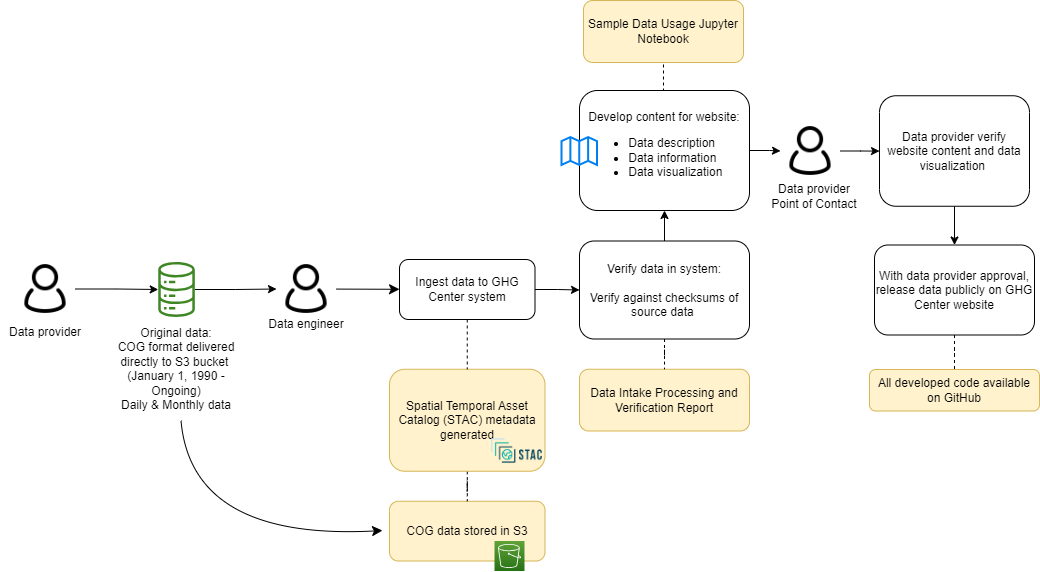 Sample Data Usage Jupyter
Notebook
Develop content for website:
• Data description
• Data information
• Data visualization
Data provider
Point of Contact
Data provider verify
website content and data
visualization
Data provider
Original data:
COG format delivered
directly to S3 bucket
(January 1, 1990 -
Ongoing)
Daily & Monthly data
Data engineer
Ingest data to GHG
Center system
Verify data in system:
Verify against checksums of
source data
With data provider approval,
release data publicly on GHG
Center website
Spatial Temporal Asset
Catalog (STAC) metadata
generated
STAC
Data Intake Processing and
Verification Report
All developed code available
on GitHub
COG data stored in S3